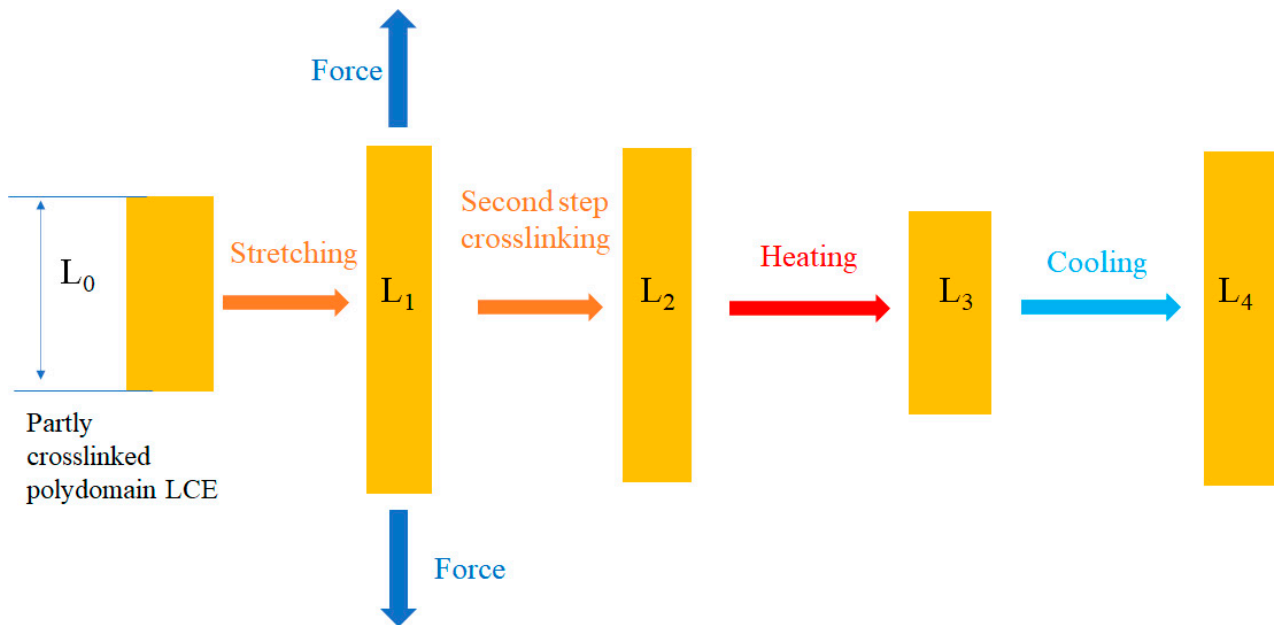 Force
L₀
Partly
crosslinked
polydomain LCE
Stretching
L₁
Second step
crosslinking
L₂
Heating
L₃
Cooling
L₄
Force